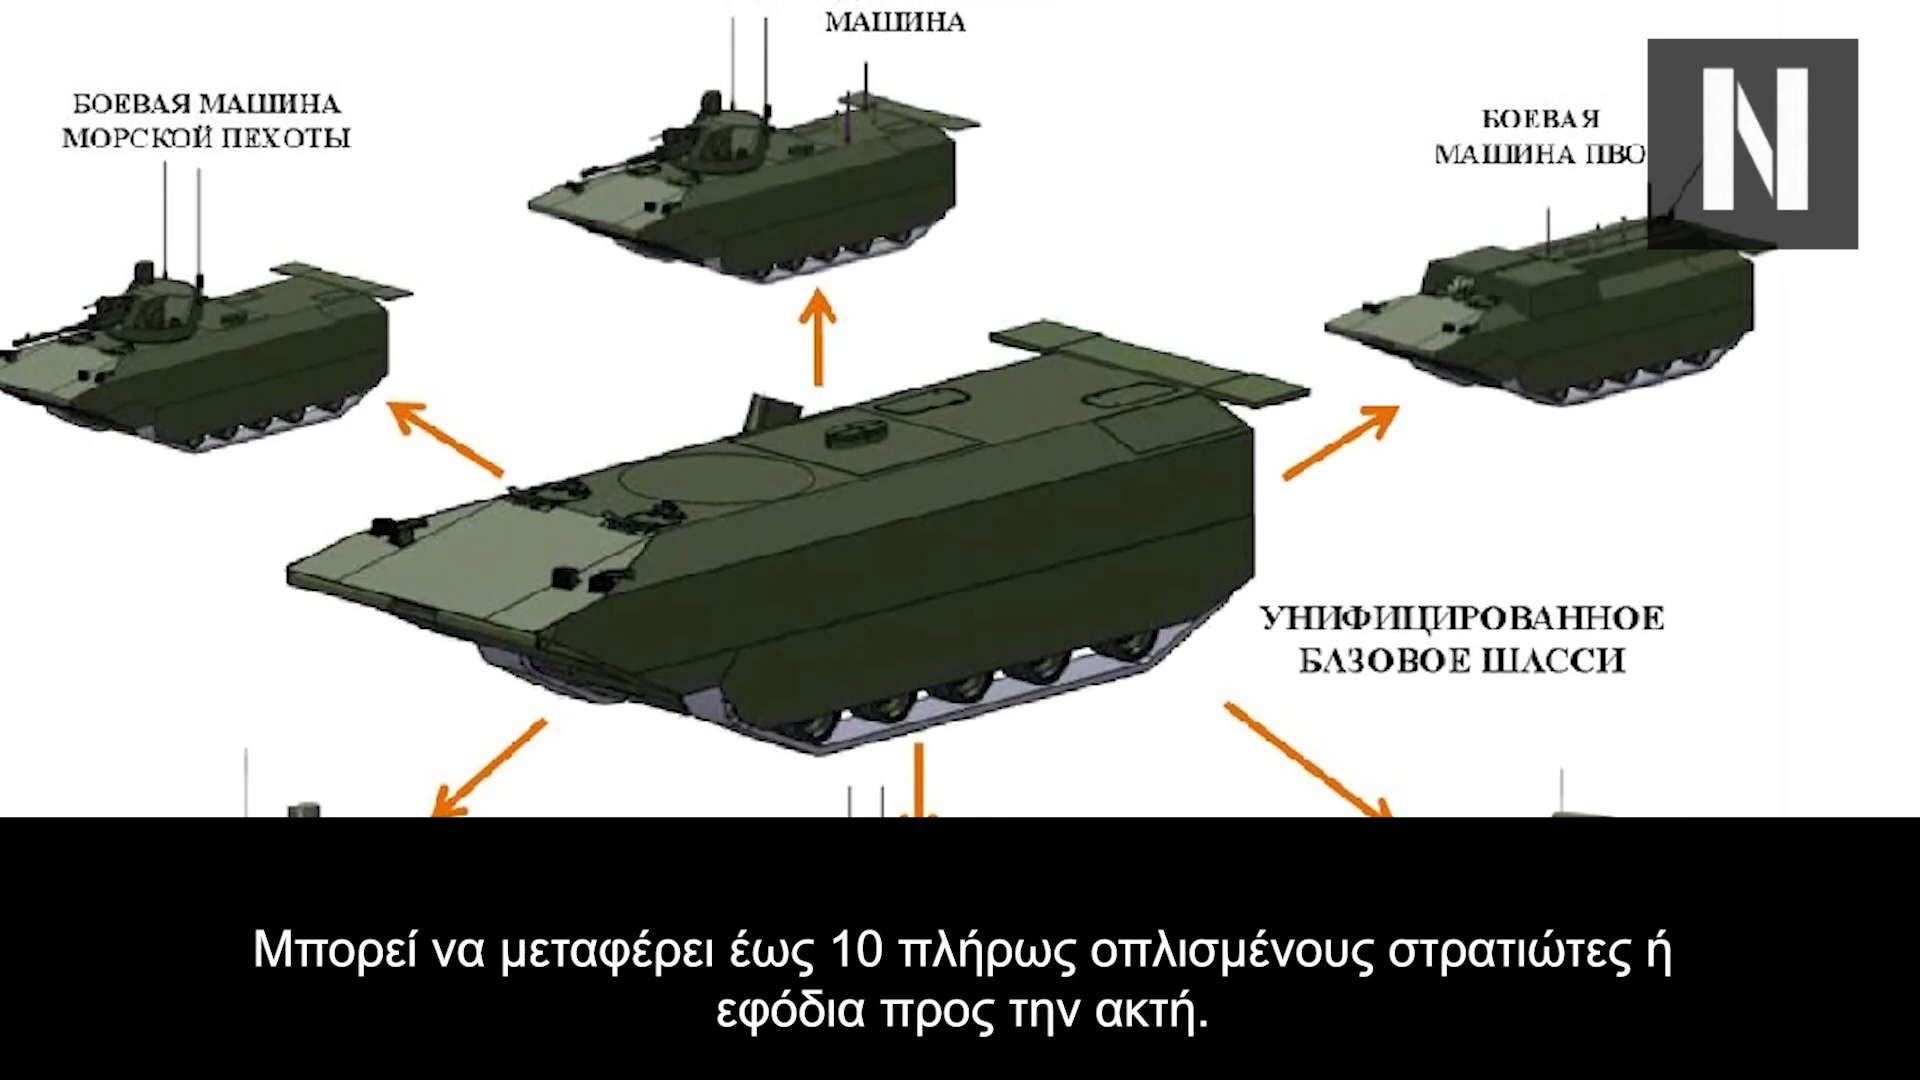 МАШИНА
БОЕВАЯ МАШИНА
МОРСКОЙ ПЕХОТЫ
БОЕВАЯ
МАШИНА ПВО
N
УНИФИЦИРОВАННОЕ
БАЗОВОЕ ШАССИ
Μπορεί να μεταφέρει έως 10 πλήρως οπλισμένους στρατιώτες ή
εφόδια προς την ακτή.